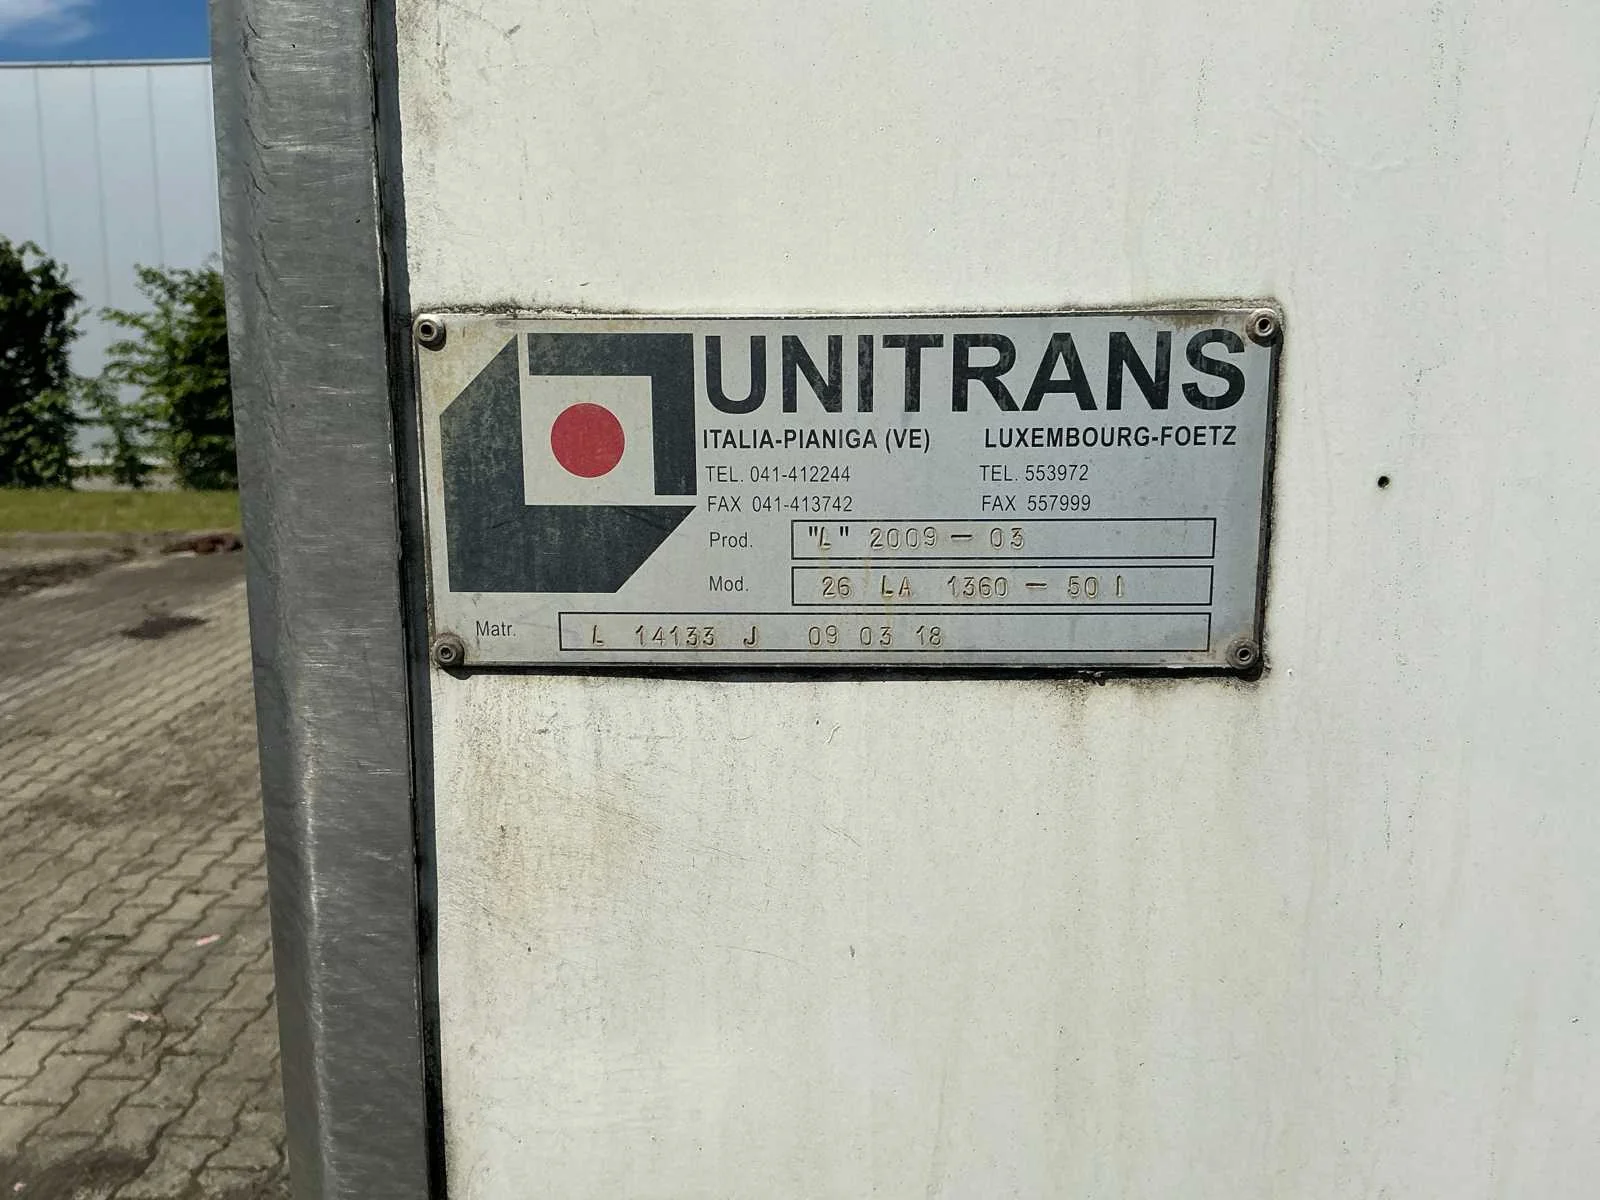 UNITRANS
ITALIA-PIANIGA (VE) LUXEMBOURG-FOETZ
TEL. 041-412244 TEL. 553972
FAX 041-413742 FAX 557999
Prod. "L" 2009 - 03
Mod. 26 LA 1360 - 50 I
Matr. L 14133 J 09 03 18